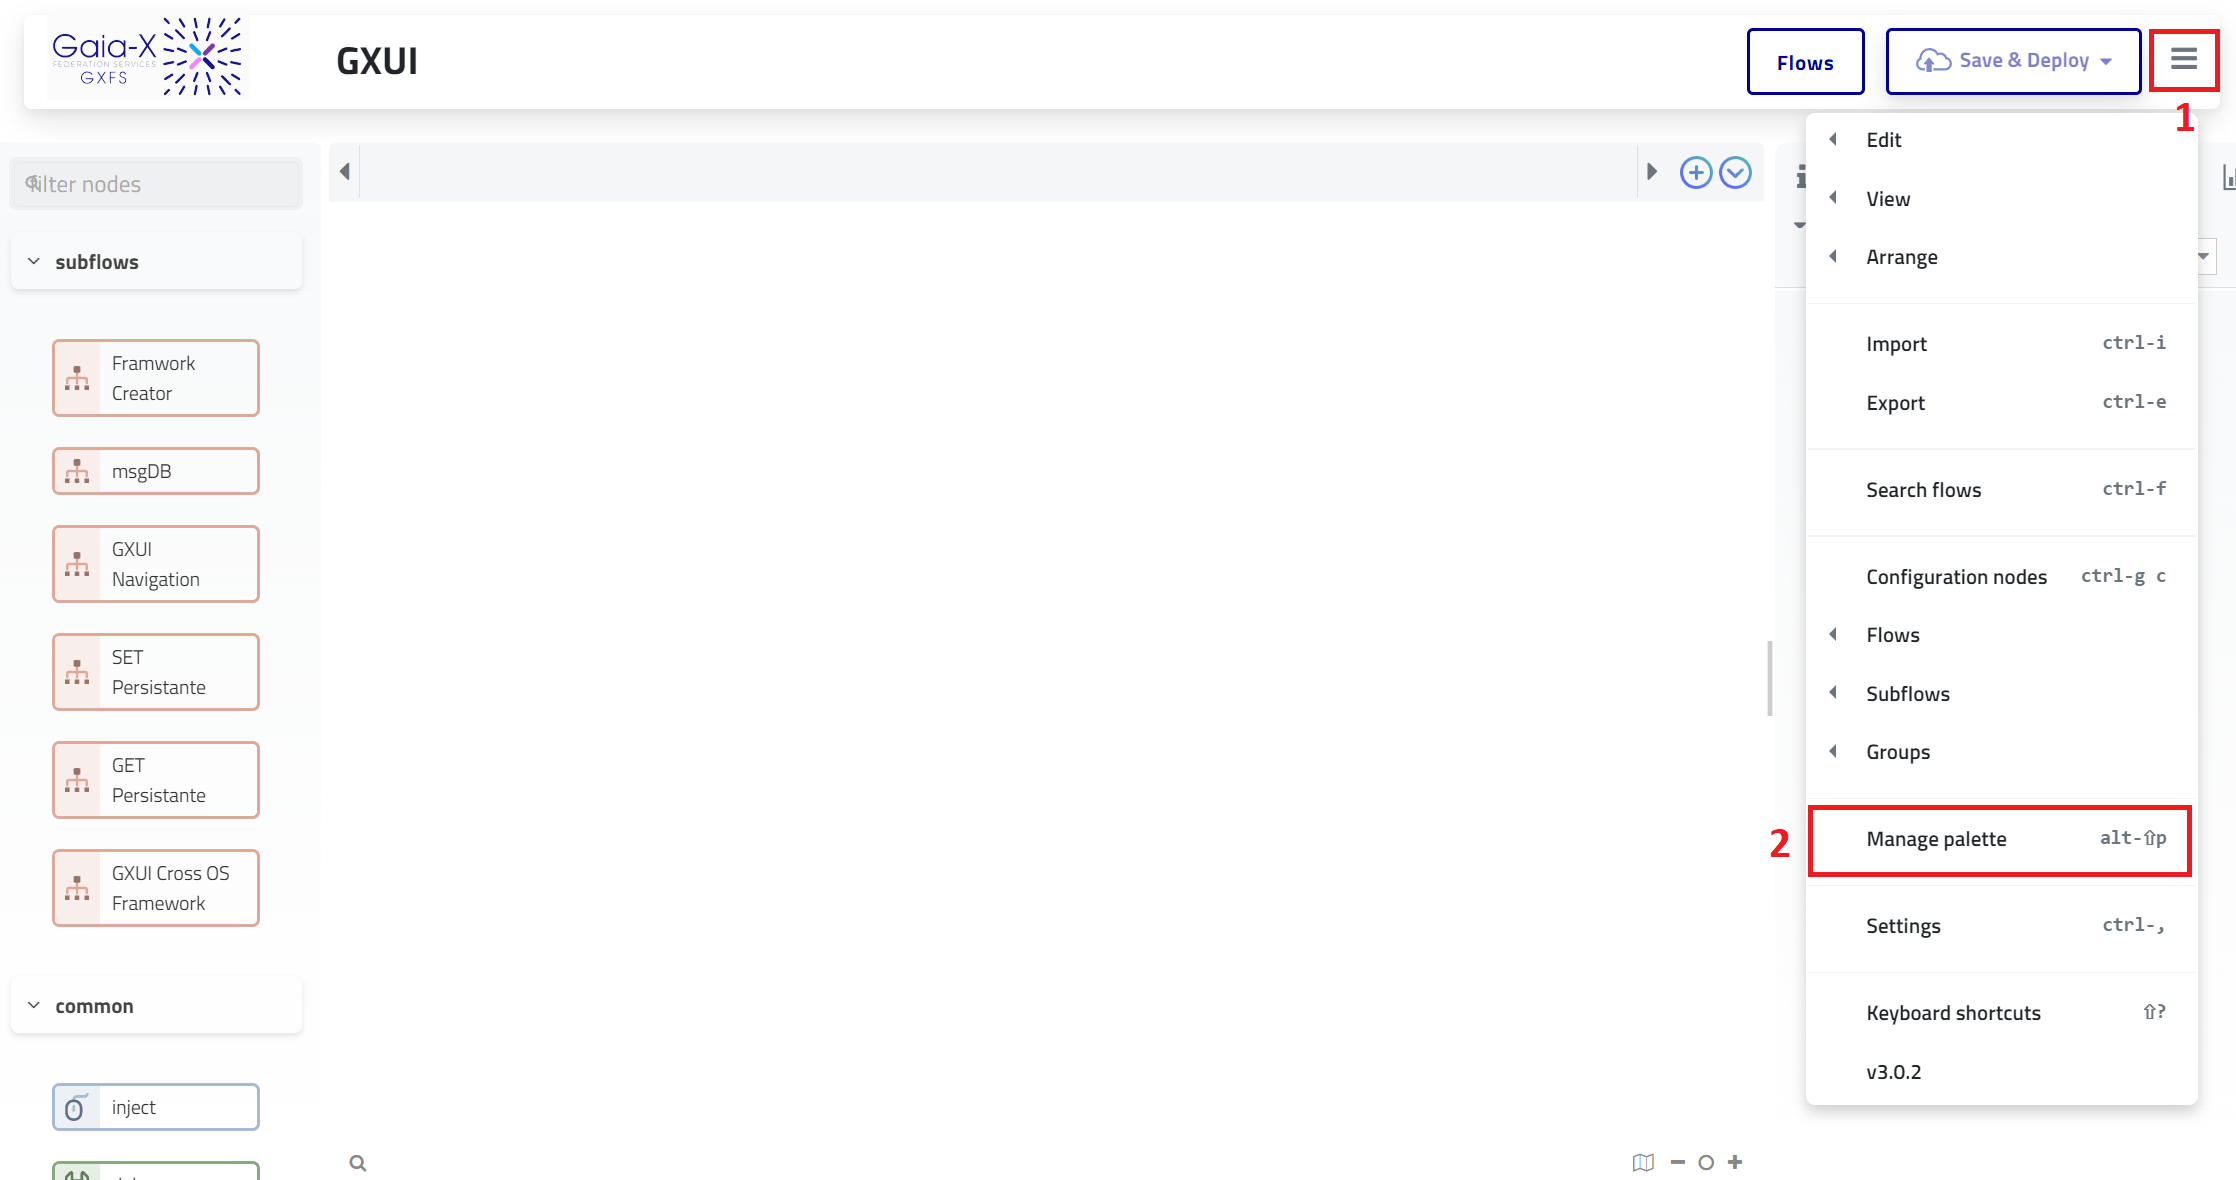 Gaia-X
FEDERATION SERVICES
GXFS
GXUI
Flows
Save & Deploy
1
filter nodes
subflows
Framwork
Creator
msgDB
GXUI
Navigation
SET
Persistante
GET
Persistante
GXUI Cross OS
Framework
common
inject
Edit
View
Arrange
Import ctrl-i
Export ctrl-e
Search flows ctrl-f
Configuration nodes ctrl-g c
Flows
Subflows
Groups
2
Manage palette alt-⇧p
Settings ctrl-,
Keyboard shortcuts ⇧?
v3.0.2